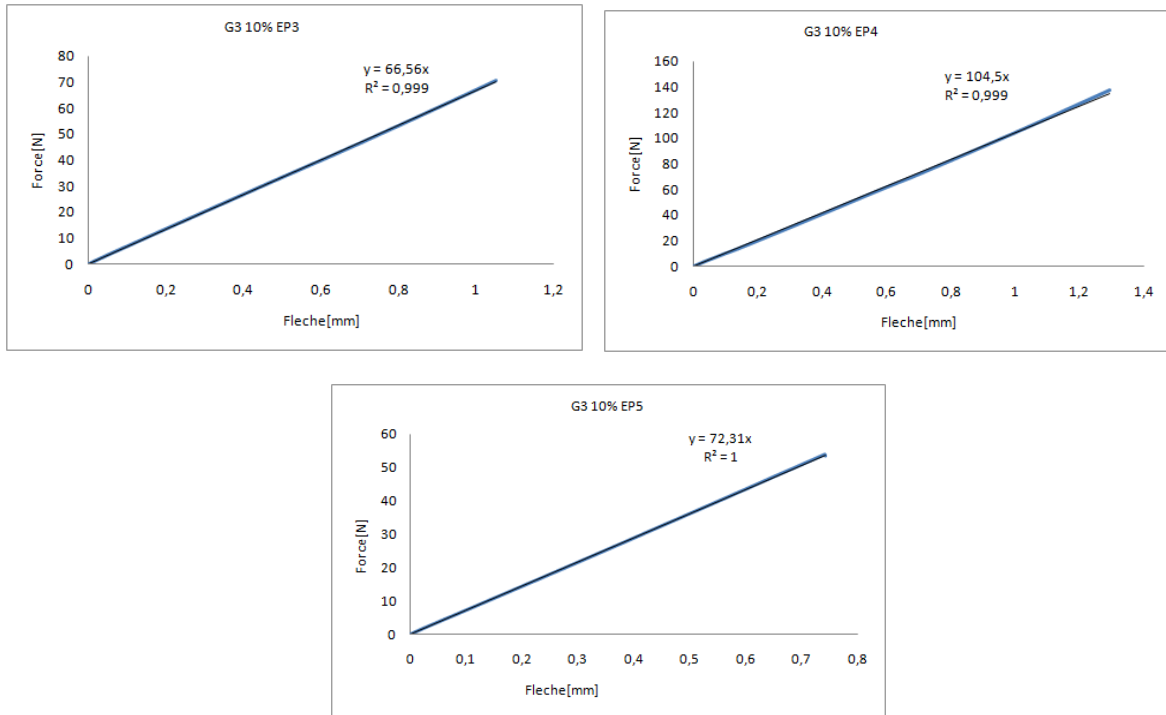 G3 10% EP3
y = 66,56x
R² = 0,999
Force[N]
80
70
60
50
40
30
20
10
0
0 0,2 0,4 0,6 0,8 1 1,2
Fleche[mm]
G3 10% EP4
y = 104,5x
R² = 0,999
Force[N]
160
140
120
100
80
60
40
20
0
0 0,2 0,4 0,6 0,8 1 1,2 1,4
Fleche[mm]
G3 10% EP5
y = 72,31x
R² = 1
Force[N]
60
50
40
30
20
10
0
0 0,1 0,2 0,3 0,4 0,5 0,6 0,7 0,8
Fleche[mm]